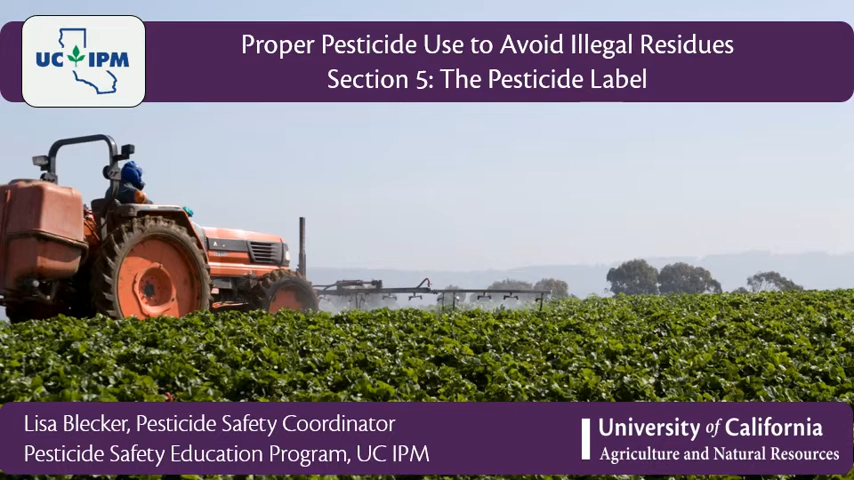 UC IPM
Proper Pesticide Use to Avoid Illegal Residues
Section 5: The Pesticide Label
Lisa Blecker, Pesticide Safety Coordinator
Pesticide Safety Education Program, UC IPM
University of California
Agriculture and Natural Resources